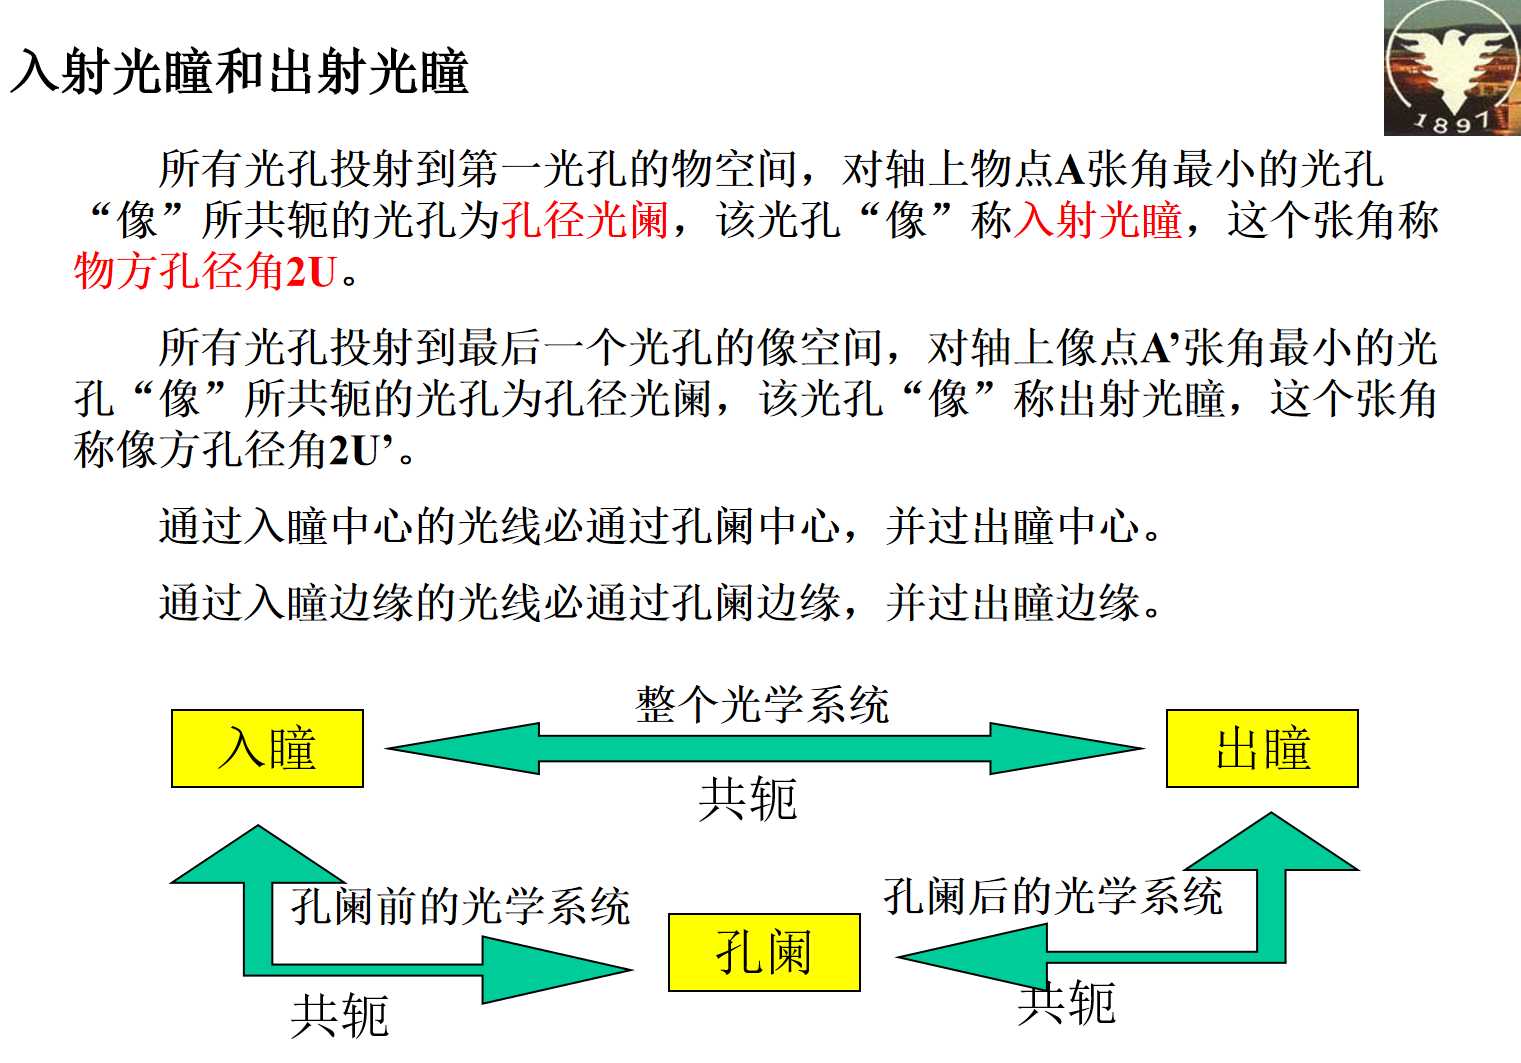 入射光瞳和出射光瞳
1897
所有光孔投射到第一光孔的物空间，对轴上物点A张角最小的光孔
“像”所共轭的光孔为孔径光阑，该光孔“像”称入射光瞳，这个张角称
物方孔径角2U。
所有光孔投射到最后一个光孔的像空间，对轴上像点A’张角最小的光
孔“像”所共轭的光孔为孔径光阑，该光孔“像”称出射光瞳，这个张角
称像方孔径角2U’。
通过入瞳中心的光线必通过孔阑中心，并过出瞳中心。
通过入瞳边缘的光线必通过孔阑边缘，并过出瞳边缘。
整个光学系统
入瞳
出瞳
共轭
孔阑前的光学系统
孔阑后的光学系统
孔阑
共轭
共轭